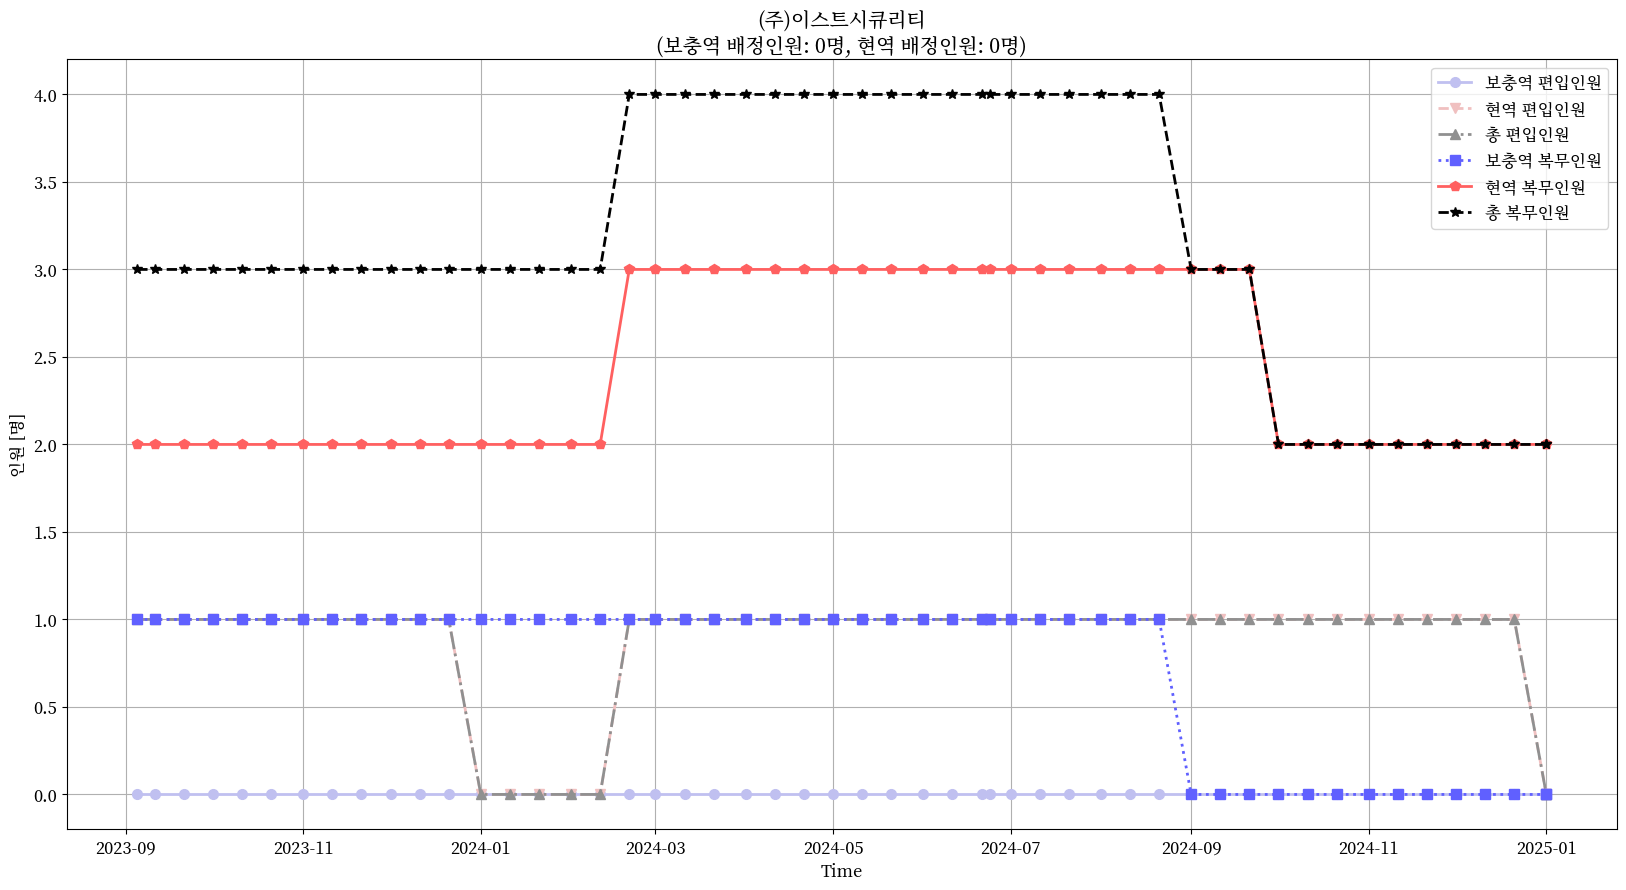 (주)이스트시큐리티
(보충역 배정인원: 0명, 현역 배정인원: 0명)
보충역 편입인원
현역 편입인원
총 편입인원
보충역 복무인원
현역 복무인원
총 복무인원
인원 [명]
4.0
3.5
3.0
2.5
2.0
1.5
1.0
0.5
0.0
2023-09 2023-11 2024-01 2024-03 2024-05 2024-07 2024-09 2024-11 2025-01
Time